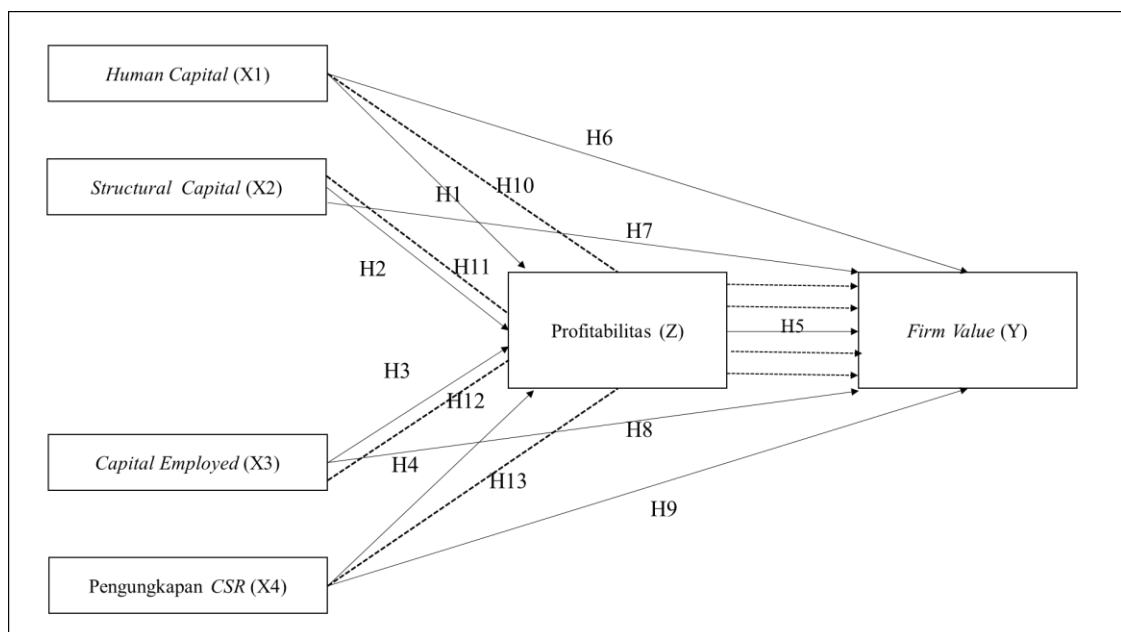 Human Capital (X1)
H6
H10
Structural Capital (X2)
H1
H7
H2
H11
Profitabilitas (Z)
H5
Firm Value (Y)
H3
H12
H8
Capital Employed (X3)
H4
H13
H9
Pengungkapan CSR (X4)